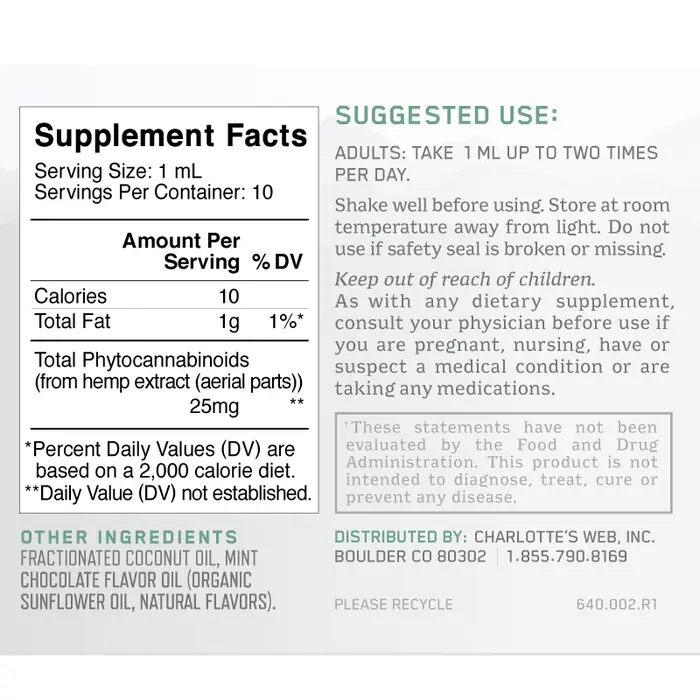 Supplement Facts
Serving Size: 1 mL
Servings Per Container: 10
Amount Per
Serving % DV
Calories 10
Total Fat 1g 1%*
Total Phytocannabinoids
(from hemp extract (aerial parts))
25mg **
*Percent Daily Values (DV) are
based on a 2,000 calorie diet.
**Daily Value (DV) not established.
OTHER INGREDIENTS
FRACTIONATED COCONUT OIL, MINT
CHOCOLATE FLAVOR OIL (ORGANIC
SUNFLOWER OIL, NATURAL FLAVORS).
SUGGESTED USE:
ADULTS: TAKE 1 ML UP TO TWO TIMES
PER DAY.
Shake well before using. Store at room
temperature away from light. Do not
use if safety seal is broken or missing.
Keep out of reach of children.
As with any dietary supplement,
consult your physician before use if
you are pregnant, nursing, have or
suspect a medical condition or are
taking any medications.
†These statements have not been
evaluated by the Food and Drug
Administration. This product is not
intended to diagnose, treat, cure or
prevent any disease.
DISTRIBUTED BY: CHARLOTTE'S WEB, INC.
BOULDER CO 80302 | 1.855.790.8169
PLEASE RECYCLE 640.002.R1